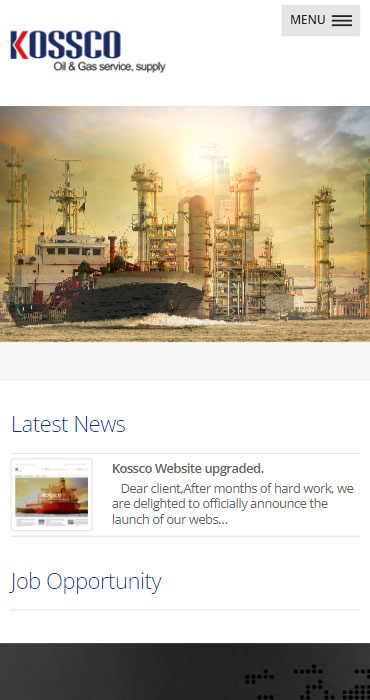 MENU
KOSSCO
Oil & Gas service, supply
Latest News
Kossco Website upgraded.
Dear client,After months of hard work, we
are delighted to officially announce the
launch of our webs...
Job Opportunity